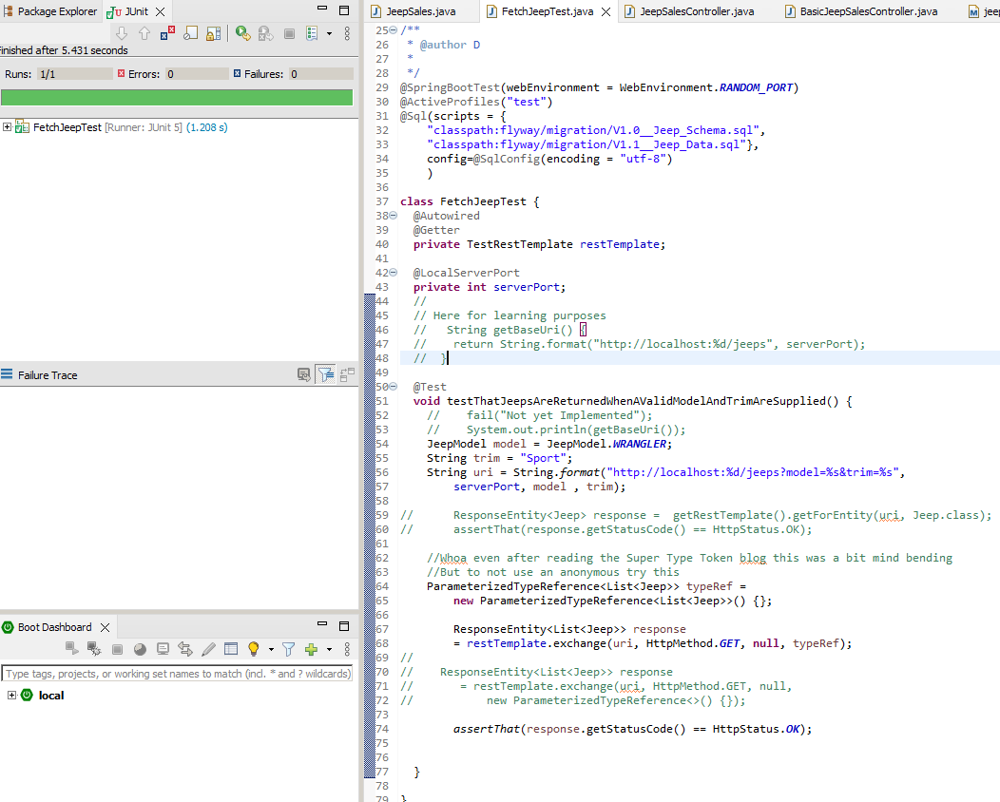 Package Explorer
JUnit
Finished after 5.431 seconds
Runs: 1/1
Errors: 0
Failures: 0
FetchJeepTest [Runner: JUnit 5] (1.208 s)
Failure Trace
Boot Dashboard
Type tags, projects, or working set names to match (incl. * and ? wildcards)
local
JeepSales.java
FetchJeepTest.java
JeepSalesController.java
BasicJeepSalesController.java
jee
25 /**
26  * @author D
27  *
28  */
29 @SpringBootTest(webEnvironment = WebEnvironment.RANDOM_PORT)
30 @ActiveProfiles("test")
31 @Sql(scripts = {
32     "classpath:flyway/migration/V1.0__Jeep_Schema.sql",
33     "classpath:flyway/migration/V1.1__Jeep_Data.sql"},
34     config=@SqlConfig(encoding = "utf-8")
35     )
36
37 class FetchJeepTest {
38   @Autowired
39   @Getter
40   private TestRestTemplate restTemplate;
41
42   @LocalServerPort
43   private int serverPort;
44   //
45   // Here for learning purposes
46   //   String getBaseUri() {
47   //    return String.format("http://localhost:%d/jeeps", serverPort);
48   //  }
49
50   @Test
51   void testThatJeepsAreReturnedWhenAValidModelAndTrimAreSupplied() {
52     //    fail("Not yet Implemented");
53     //    System.out.println(getBaseUri());
54     JeepModel model = JeepModel.WRANGLER;
55     String trim = "Sport";
56     String uri = String.format("http://localhost:%d/jeeps?model=%s&trim=%s",
57         serverPort, model , trim);
58
59 //      ResponseEntity<Jeep> response =  getRestTemplate().getForEntity(uri, Jeep.class);
60 //      assertThat(response.getStatusCode() == HttpStatus.OK);
61
62     //Whoa even after reading the Super Type Token blog this was a bit mind bending
63     //But to not use an anonymous try this
64     ParameterizedTypeReference<List<Jeep>> typeRef =
65         new ParameterizedTypeReference<List<Jeep>>() {};
66
67         ResponseEntity<List<Jeep>> response
68         = restTemplate.exchange(uri, HttpMethod.GET, null, typeRef);
69 //
70 //    ResponseEntity<List<Jeep>> response
71 //       = restTemplate.exchange(uri, HttpMethod.GET, null,
72 //           new ParameterizedTypeReference<>() {});
73
74         assertThat(response.getStatusCode() == HttpStatus.OK);
75
76
77   }
78
79 }